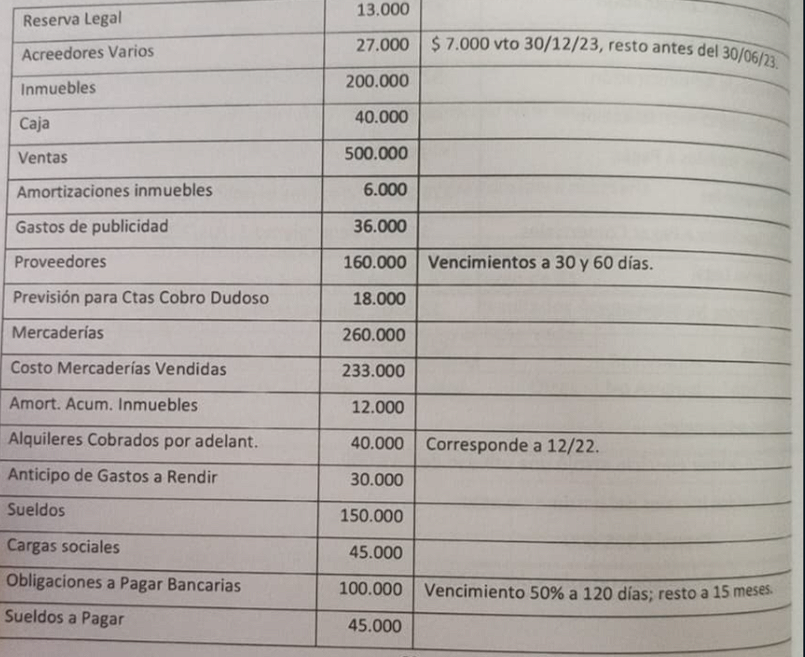 Reserva Legal 13.000
Acreedores Varios 27.000 $ 7.000 vto 30/12/23, resto antes del 30/06/23.
Inmuebles 200.000
Caja 40.000
Ventas 500.000
Amortizaciones inmuebles 6.000
Gastos de publicidad 36.000
Proveedores 160.000 Vencimientos a 30 y 60 días.
Previsión para Ctas Cobro Dudoso 18.000
Mercaderías 260.000
Costo Mercaderías Vendidas 233.000
Amort. Acum. Inmuebles 12.000
Alquileres Cobrados por adelant. 40.000 Corresponde a 12/22.
Anticipo de Gastos a Rendir 30.000
Sueldos 150.000
Cargas sociales 45.000
Obligaciones a Pagar Bancarias 100.000 Vencimiento 50% a 120 días; resto a 15 meses.
Sueldos a Pagar 45.000